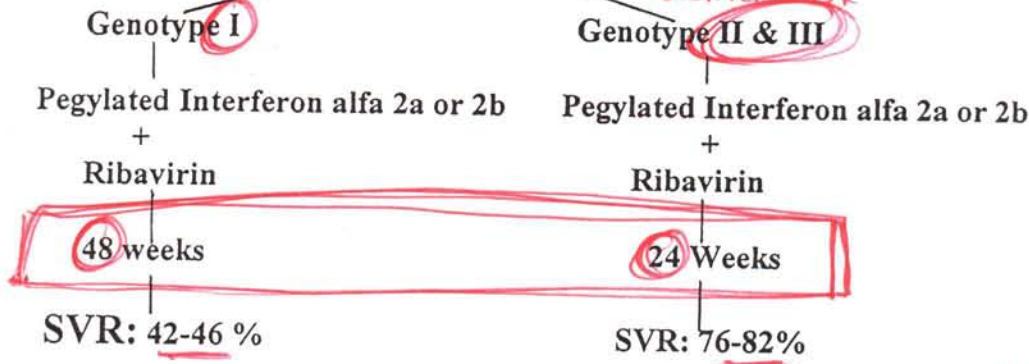 Genotype I
Genotype II & III
Pegylated Interferon alfa 2a or 2b
Pegylated Interferon alfa 2a or 2b
+
+
Ribavirin
Ribavirin
48 weeks
24 Weeks
SVR: 42-46 %
SVR: 76-82%